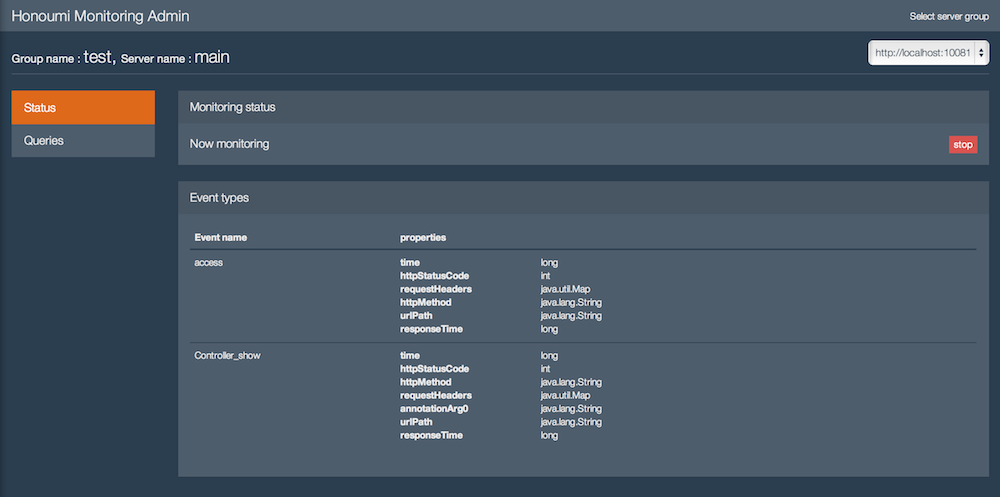 Honoumi Monitoring Admin Select server group
Group name : test, Server name : main http://localhost:10081
Status
Queries
Monitoring status
Now monitoring stop
Event types
Event name properties
access time long
httpStatusCode int
requestHeaders java.util.Map
httpMethod java.lang.String
urlPath java.lang.String
responseTime long
Controller_show time long
httpStatusCode int
httpMethod java.lang.String
requestHeaders java.util.Map
annotationArg0 java.lang.String
urlPath java.lang.String
responseTime long